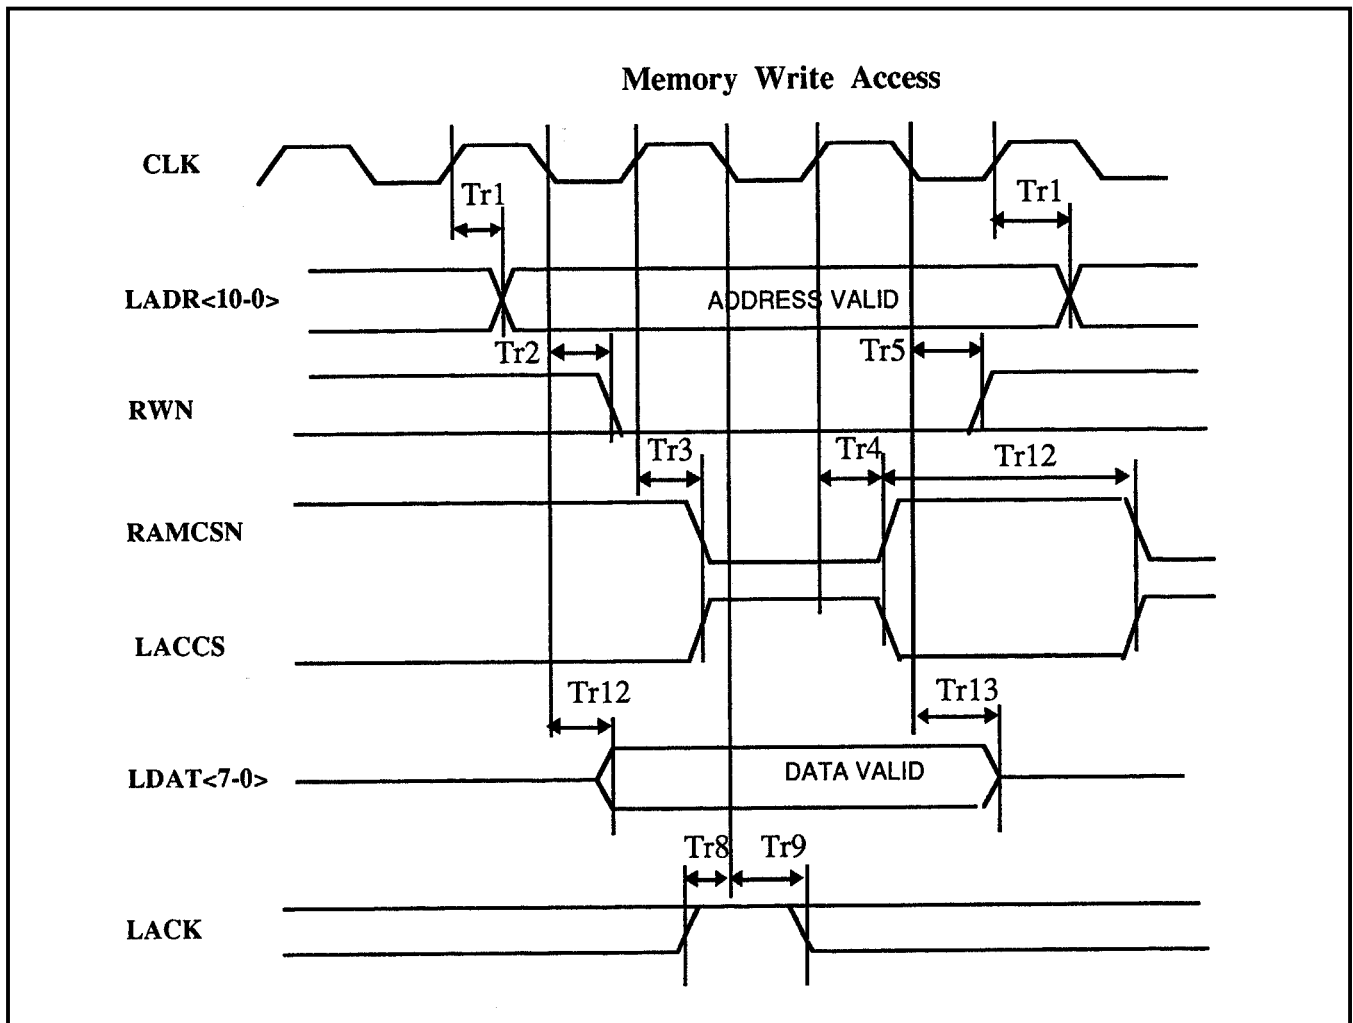 Memory Write Access
CLK
Tr1
Tr1
LADR<10-0>
ADDRESS VALID
Tr2
Tr5
RWN
Tr3
Tr4
Tr12
RAMCSN
LACCS
Tr12
Tr13
LDAT<7-0>
DATA VALID
Tr8
Tr9
LACK